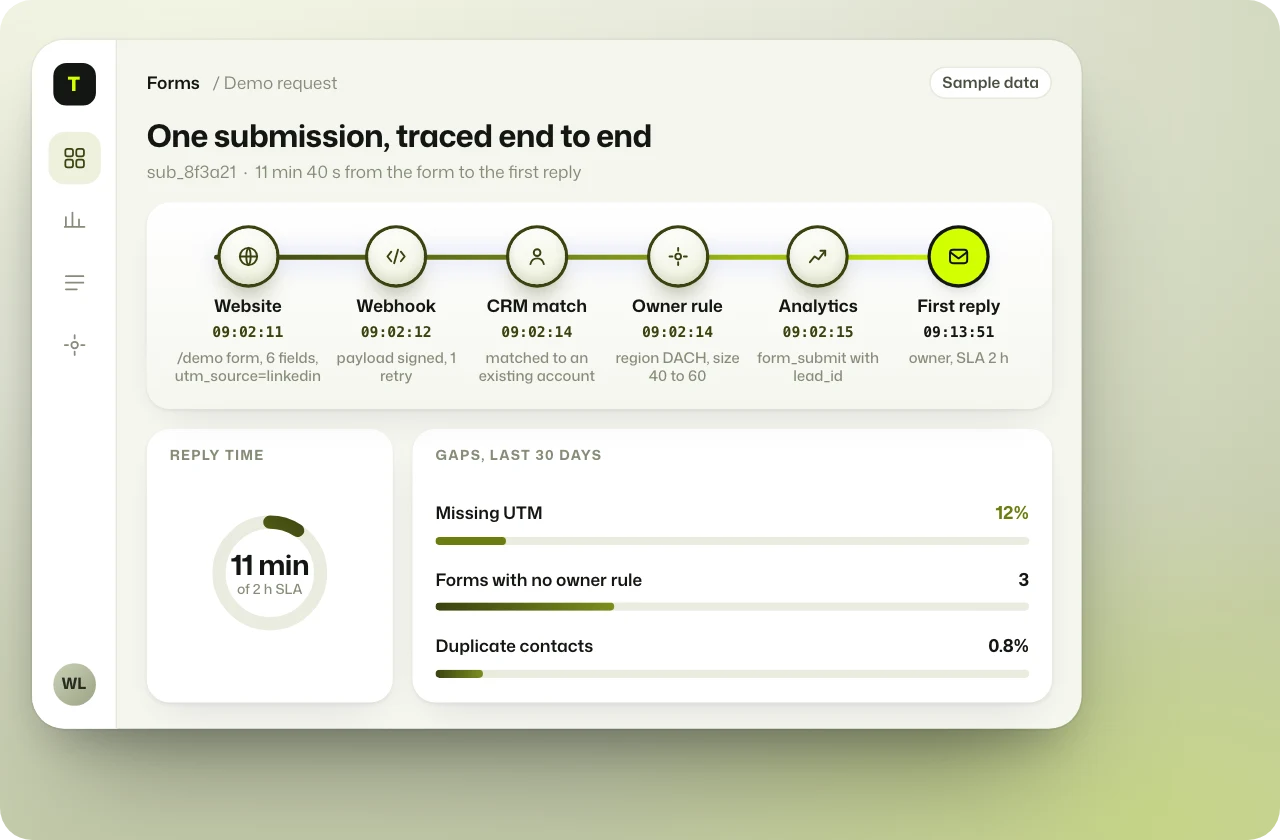 T
Forms / Demo request
Sample data
One submission, traced end to end
sub_8f3a21 · 11 min 40 s from the form to the first reply
Website
09:02:11
/demo form, 6 fields,
utm_source=linkedin
Webhook
09:02:12
payload signed, 1
retry
CRM match
09:02:14
matched to an
existing account
Owner rule
09:02:14
region DACH, size
40 to 60
Analytics
09:02:15
form_submit with
lead_id
First reply
09:13:51
owner, SLA 2 h
REPLY TIME
11 min
of 2 h SLA
GAPS, LAST 30 DAYS
Missing UTM 12%
Forms with no owner rule 3
Duplicate contacts 0.8%
WL